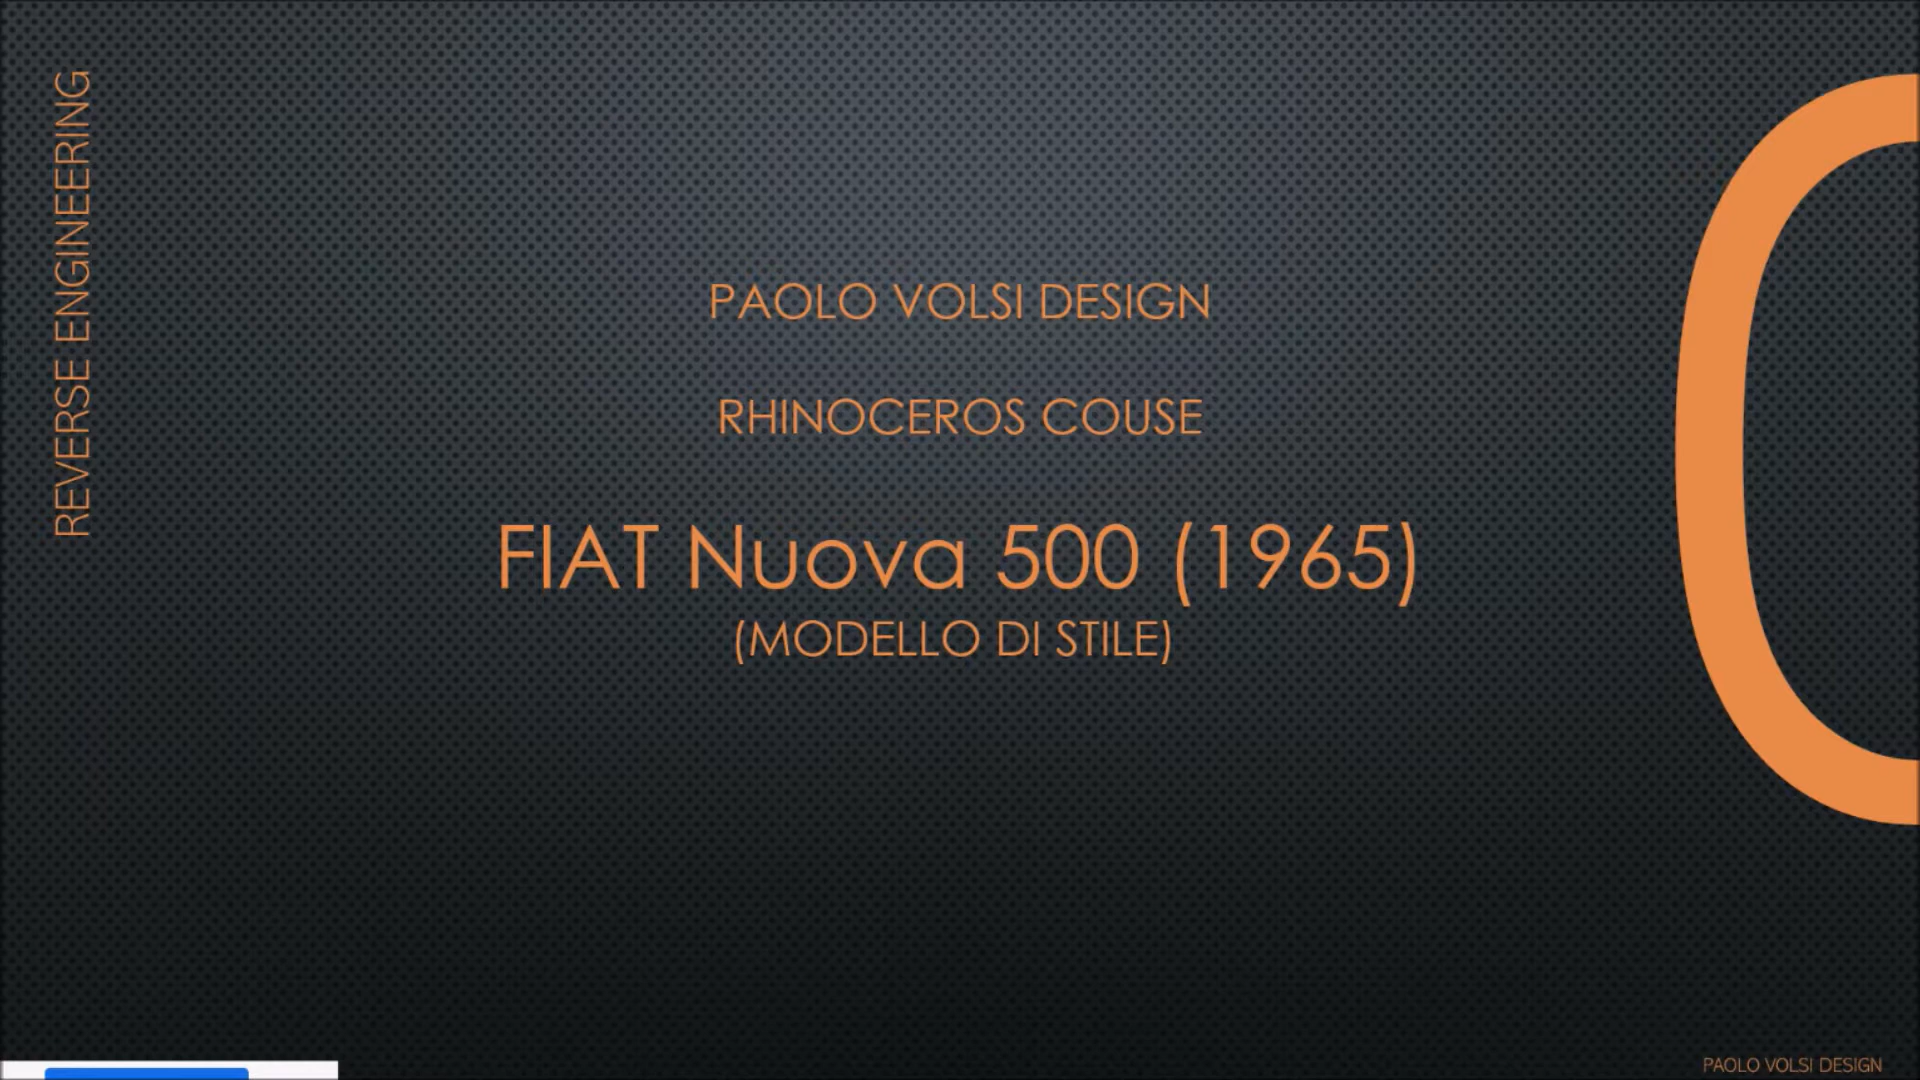 REVERSE ENGINEERING
PAOLO VOLSI DESIGN
RHINOCEROS COUSE
FIAT Nuova 500 (1965)
(MODELLO DI STILE)
PAOLO VOLSI DESIGN